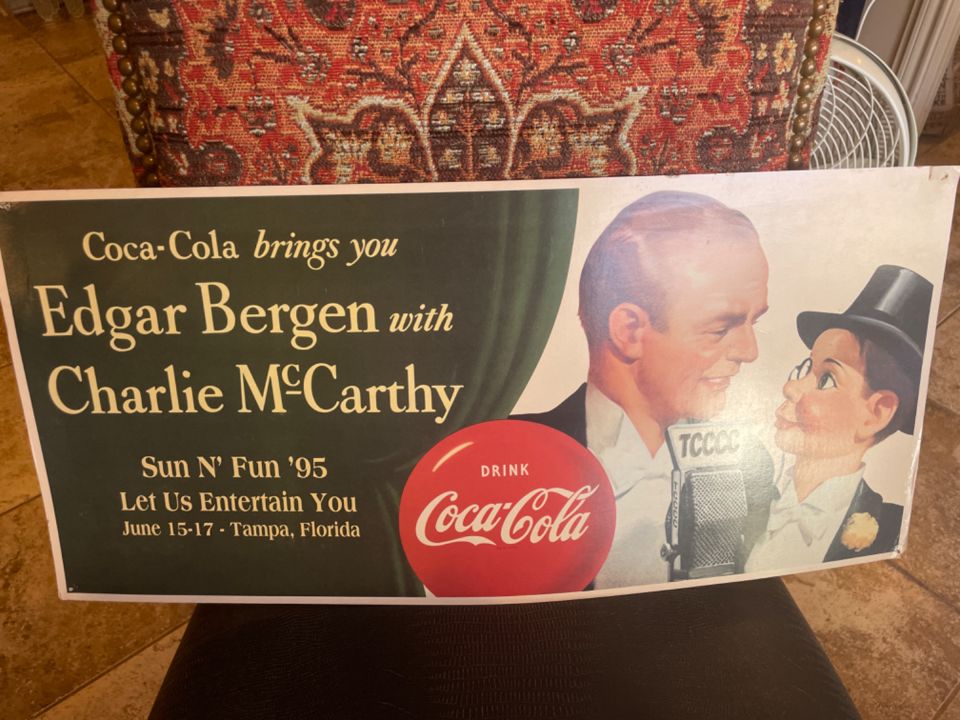 Coca-Cola brings you
Edgar Bergen with
Charlie McCarthy
Sun N' Fun '95
Let Us Entertain You
June 15-17 - Tampa, Florida
DRINK
Coca-Cola
TCCCC